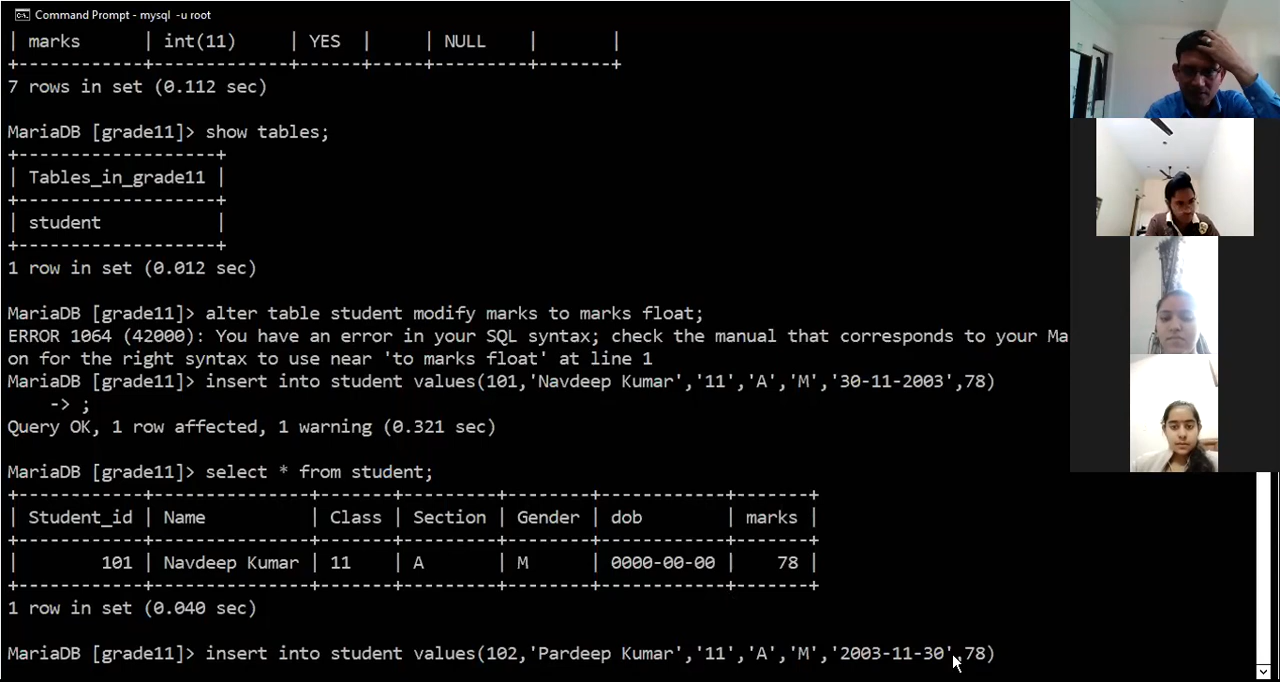 Command Prompt - mysql -u root
| marks | int(11) | YES | | NULL | | |
+-------------+-------------+------+-----+---------+-------+
7 rows in set (0.112 sec)
MariaDB [grade11]> show tables;
+-------------------+
| Tables_in_grade11 |
+-------------------+
| student |
+-------------------+
1 row in set (0.012 sec)
MariaDB [grade11]> alter table student modify marks to marks float;
ERROR 1064 (42000): You have an error in your SQL syntax; check the manual that corresponds to your Ma
on for the right syntax to use near 'to marks float' at line 1
MariaDB [grade11]> insert into student values(101,'Navdeep Kumar','11','A','M','30-11-2003',78)
-> ;
Query OK, 1 row affected, 1 warning (0.321 sec)
MariaDB [grade11]> select * from student;
+------------+---------------+-------+---------+--------+------------+-------+
| Student_id | Name | Class | Section | Gender | dob | marks |
+------------+---------------+-------+---------+--------+------------+-------+
| 101 | Navdeep Kumar | 11 | A | M | 0000-00-00 | 78 |
+------------+---------------+-------+---------+--------+------------+-------+
1 row in set (0.040 sec)
MariaDB [grade11]> insert into student values(102,'Pardeep Kumar','11','A','M','2003-11-30',78)